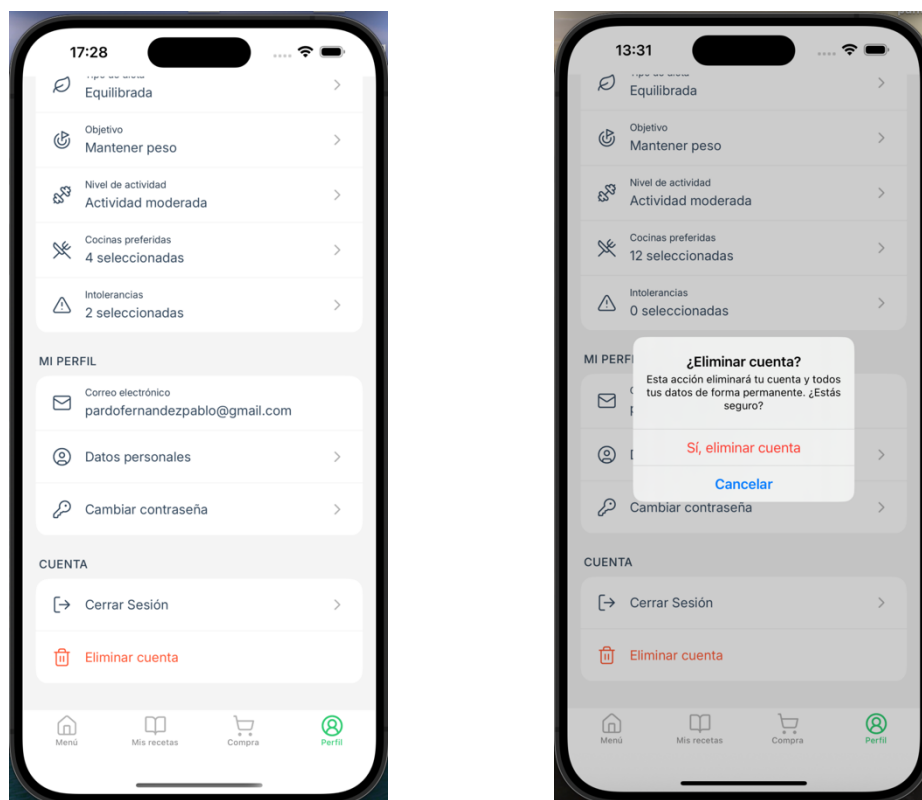 17:28
Equilibrada
Objetivo
Mantener peso
Nivel de actividad
Actividad moderada
Cocinas preferidas
4 seleccionadas
Intolerancias
2 seleccionadas
MI PERFIL
Correo electrónico
pardofernandezpablo@gmail.com
Datos personales
Cambiar contraseña
CUENTA
Cerrar Sesión
Eliminar cuenta
Menú
Mis recetas
Compra
Perfil
13:31
Equilibrada
Objetivo
Mantener peso
Nivel de actividad
Actividad moderada
Cocinas preferidas
12 seleccionadas
Intolerancias
0 seleccionadas
MI PERFI
¿Eliminar cuenta?
Esta acción eliminará tu cuenta y todos
tus datos de forma permanente. ¿Estás
seguro?
Sí, eliminar cuenta
Cancelar
Cambiar contraseña
CUENTA
Cerrar Sesión
Eliminar cuenta
Menú
Mis recetas
Compra
Perfil